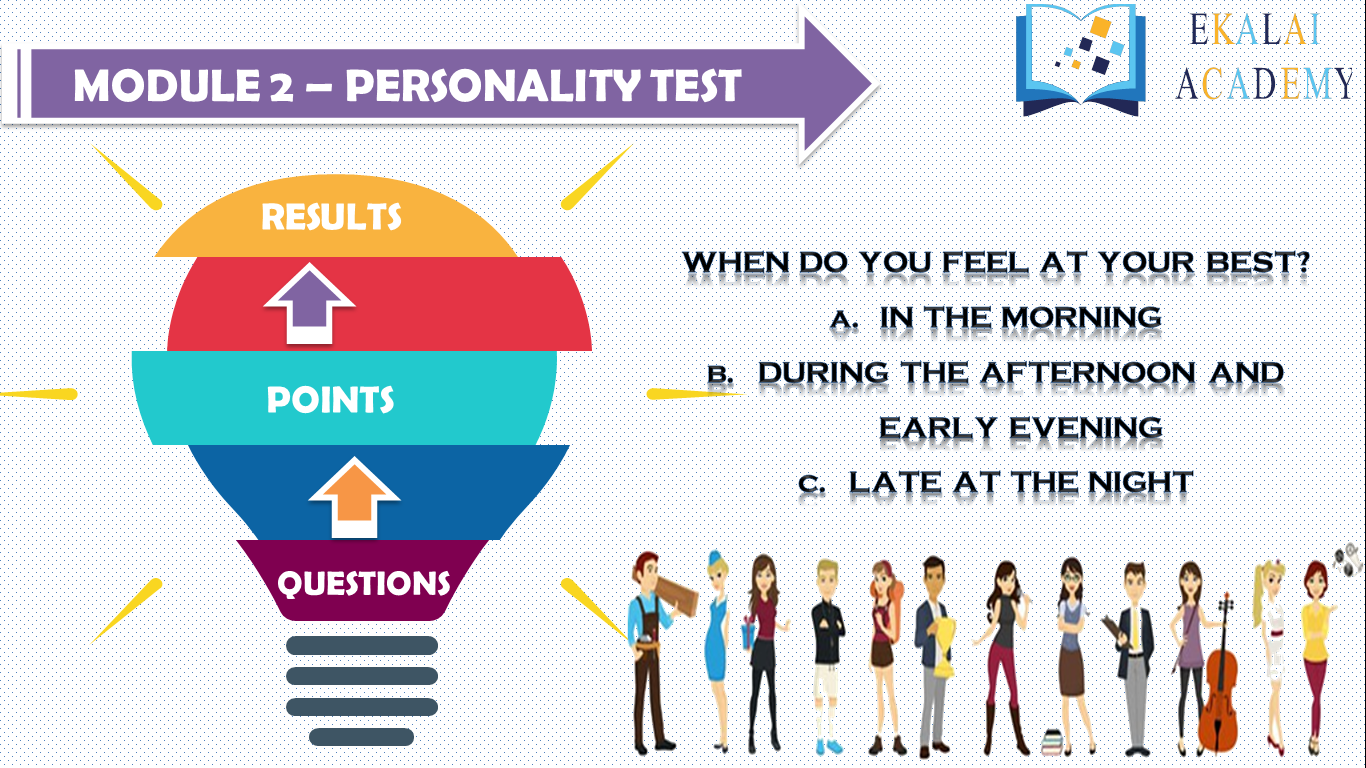 MODULE 2 – PERSONALITY TEST
EKALAI
ACADEMY
RESULTS
POINTS
QUESTIONS
WHEN DO YOU FEEL AT YOUR BEST?
A. IN THE MORNING
B. DURING THE AFTERNOON AND
EARLY EVENING
C. LATE AT THE NIGHT